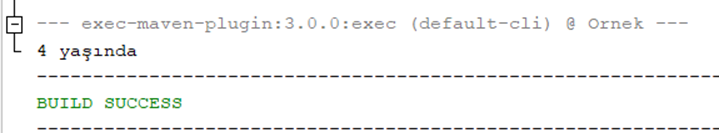 --- exec-maven-plugin:3.0.0:exec (default-cli) @ Ornek ---
4 yaşında
------------------------------------------------------------------------
BUILD SUCCESS
------------------------------------------------------------------------